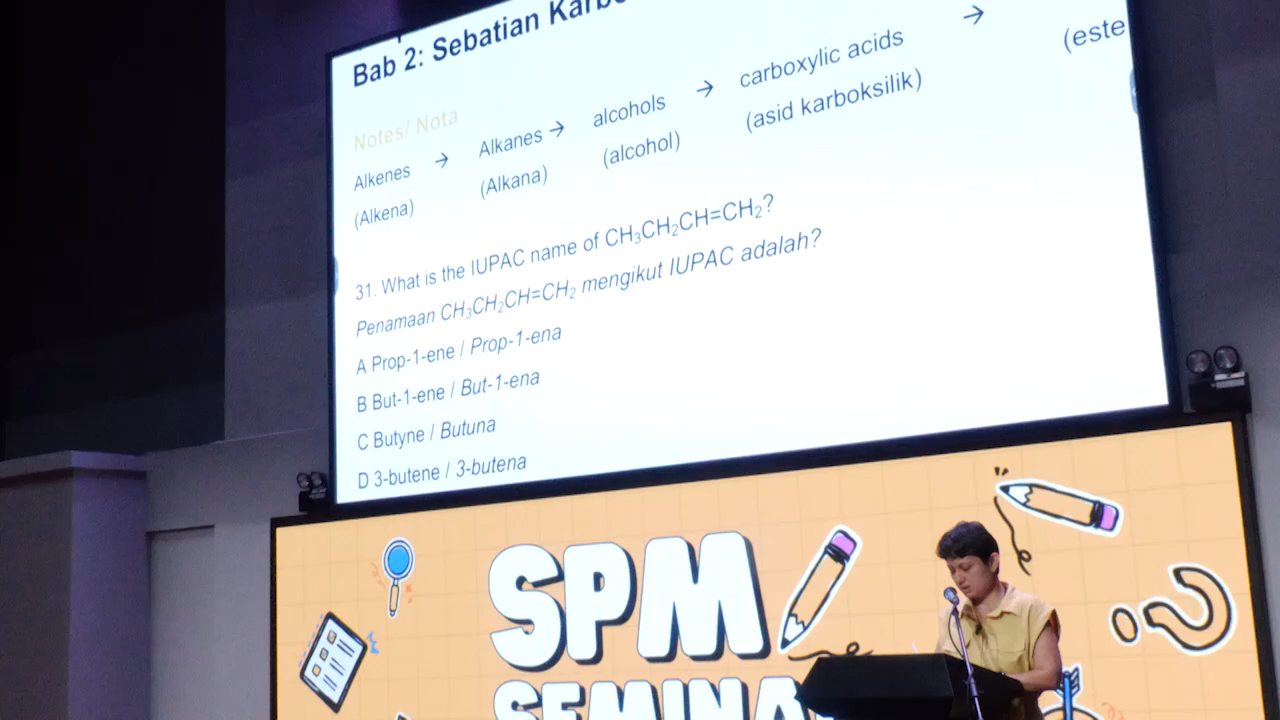 Bab 2: Sebatian Karbo
Notes/ Nota
Alkenes → Alkanes → alcohols → carboxylic acids →
(Alkena) (Alkana) (alcohol) (asid karboksilik) (este
31. What is the IUPAC name of CH₃CH₂CH=CH₂?
Penamaan CH₃CH₂CH=CH₂ mengikut IUPAC adalah?
A Prop-1-ene / Prop-1-ena
B But-1-ene / But-1-ena
C Butyne / Butuna
D 3-butene / 3-butena
SPM
SEMINA